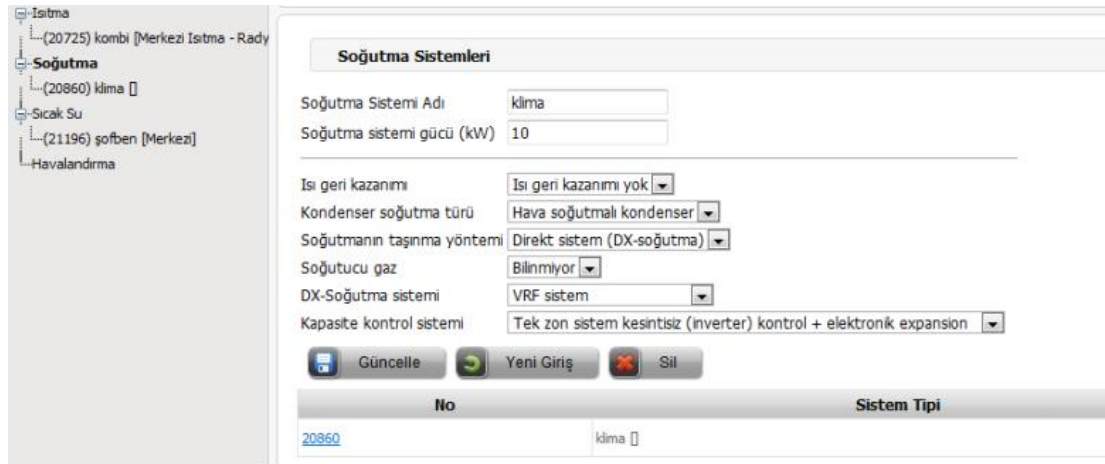 Isıtma
(20725) kombi [Merkezi Isıtma - Rady
Soğutma
(20860) klima []
Sıcak Su
(21196) şofben [Merkezi]
Havalandırma
Soğutma Sistemleri
Soğutma Sistemi Adı klima
Soğutma sistemi gücü (kW) 10
Isı geri kazanımı Isı geri kazanımı yok
Kondenser soğutma türü Hava soğutmalı kondenser
Soğutmanın taşınma yöntemi Direkt sistem (DX-soğutma)
Soğutucu gaz Bilinmiyor
DX-Soğutma sistemi VRF sistem
Kapasite kontrol sistemi Tek zon sistem kesintisiz (inverter) kontrol + elektronik expansion
Güncelle Yeni Giriş Sil
No Sistem Tipi
20860 klima []